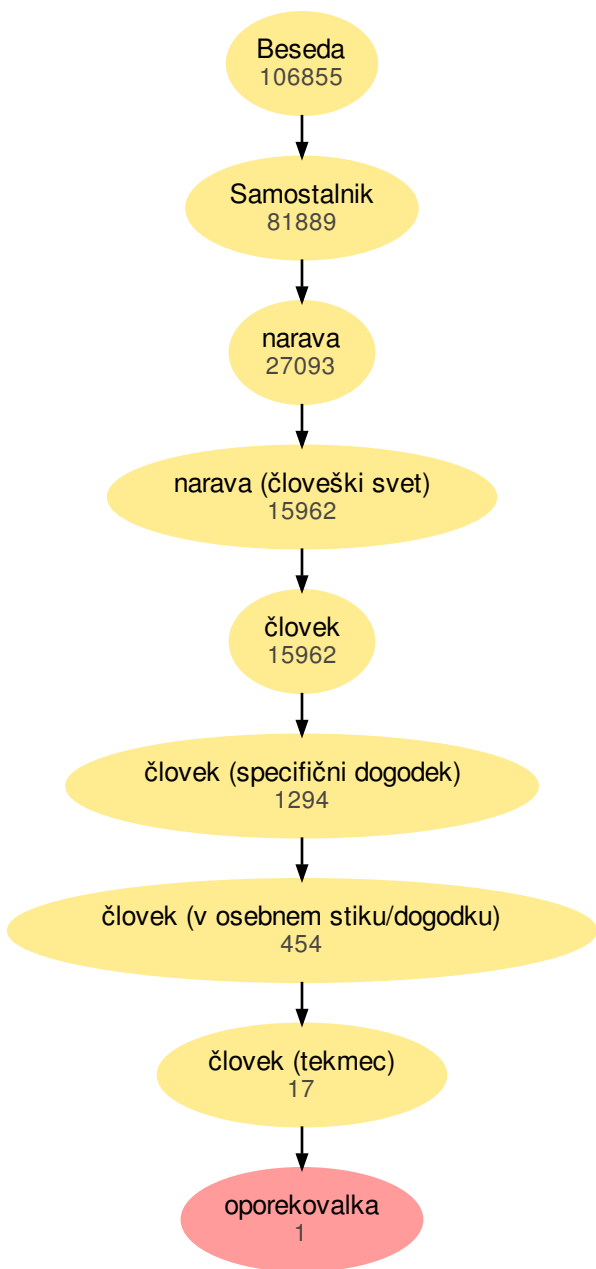 Beseda
106855
Samostalnik
81889
narava
27093
narava (človeški svet)
15962
človek
15962
človek (specifični dogodek)
1294
človek (v osebnem stiku/dogodku)
454
človek (tekmec)
17
oporekovalka
1